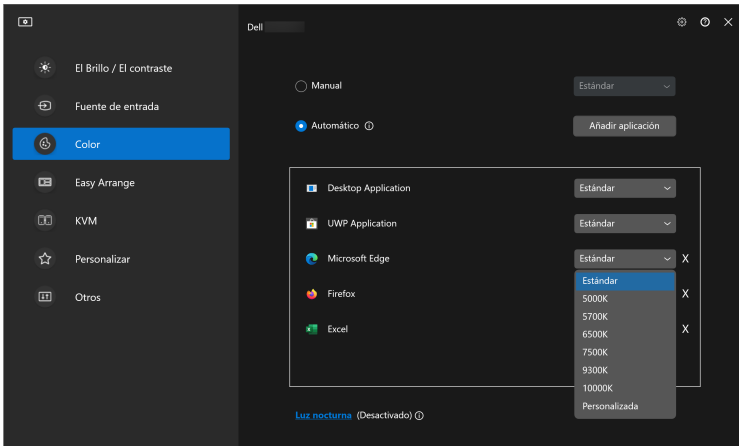 Dell
El Brillo / El contraste
Fuente de entrada
Color
Easy Arrange
KVM
Personalizar
Otros
Manual
Estándar
Automático
Añadir aplicación
Desktop Application
Estándar
UWP Application
Estándar
Microsoft Edge
Estándar
X
Firefox
X
Excel
X
Estándar
5000K
5700K
6500K
7500K
9300K
10000K
Personalizada
Luz nocturna (Desactivado)